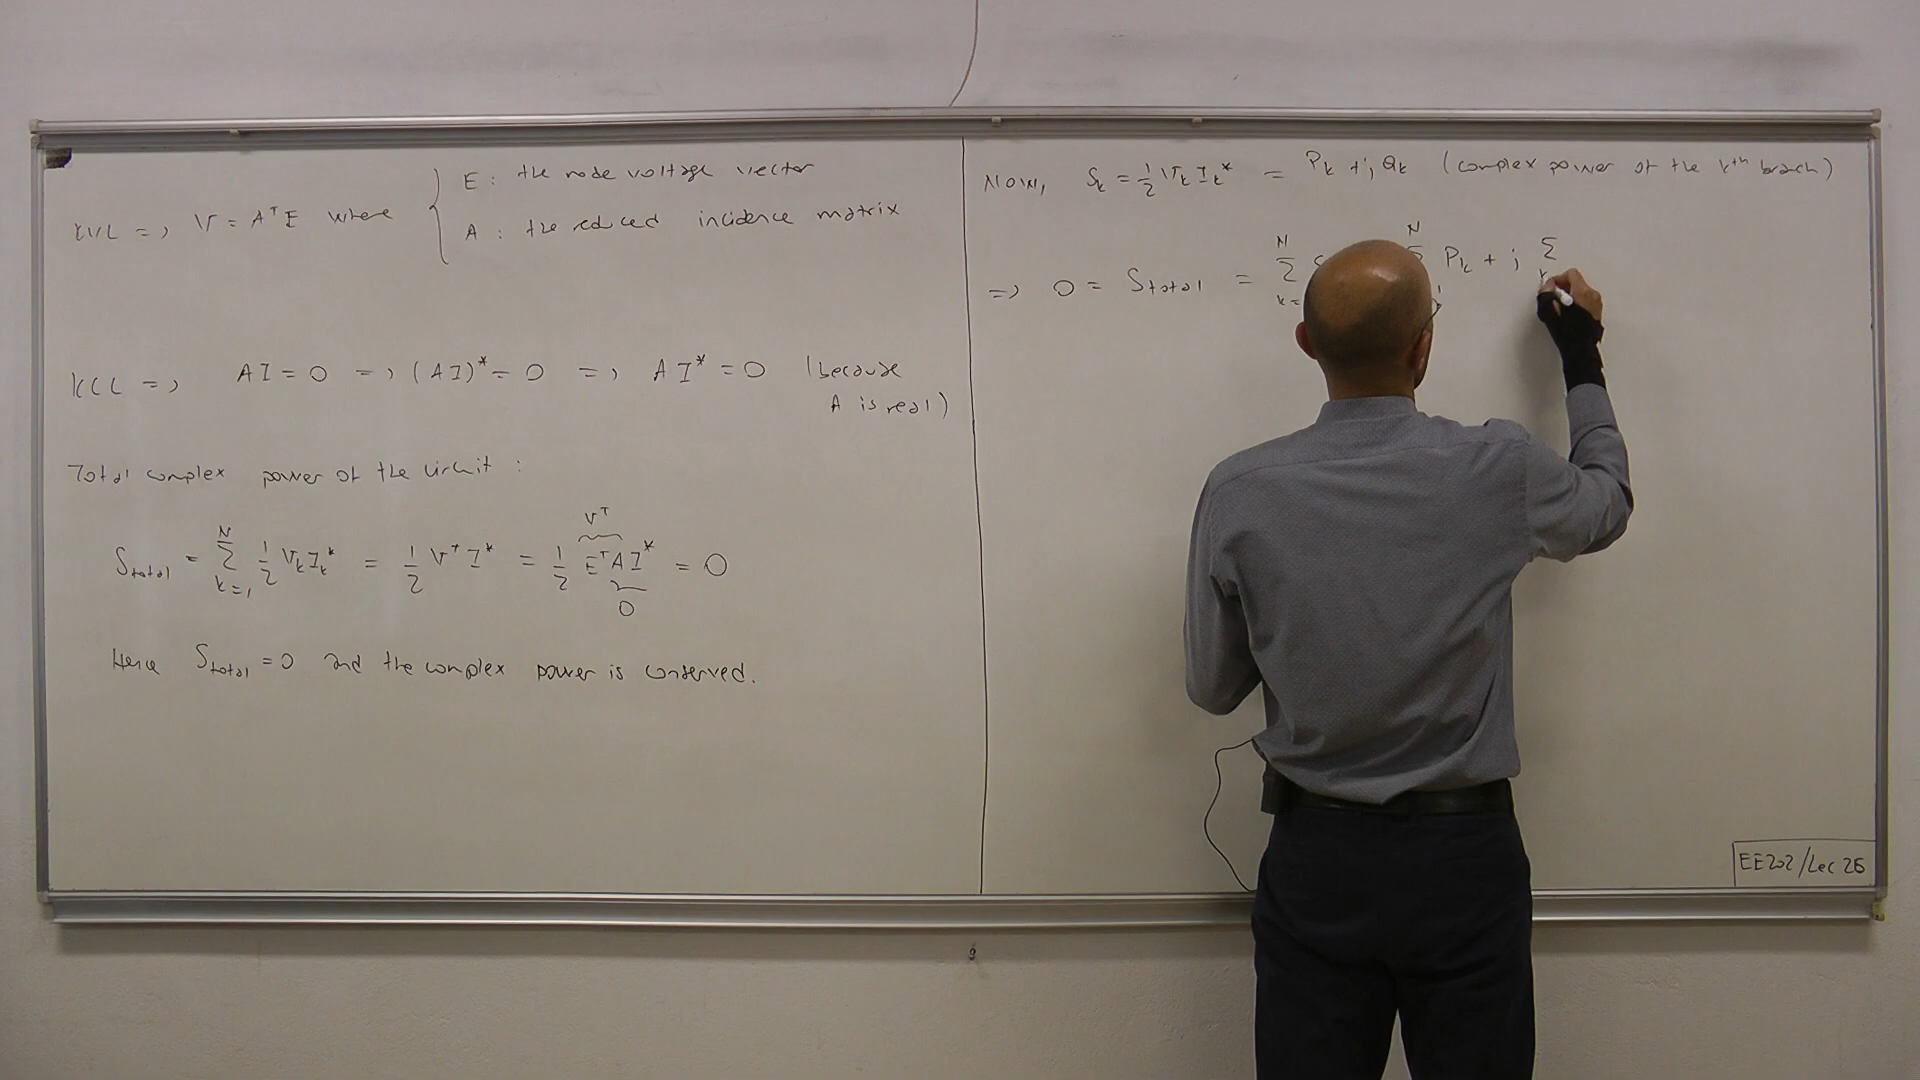 KVL => V = AᵀE where { E : the node voltage vector
A : the reduced incidence matrix
KCL => AI = 0 => (AI)* = 0 => AI* = 0 (because
A is real)
Total complex power of the circuit :
Vᵀ
S_total = Σ_{k=1}^{N} 1/2 V_k I_k* = 1/2 Vᵀ I* = 1/2 Eᵀ A I* = 0
0
Hence S_total = 0 and the complex power is conserved.
Now, S_k = 1/2 V_k I_k* = P_k + j Q_k (complex power of the kᵗʰ branch)
=> 0 = S_total = Σ^{N}_{k= N Σ P_k + j Σ
EE202/Lec 26